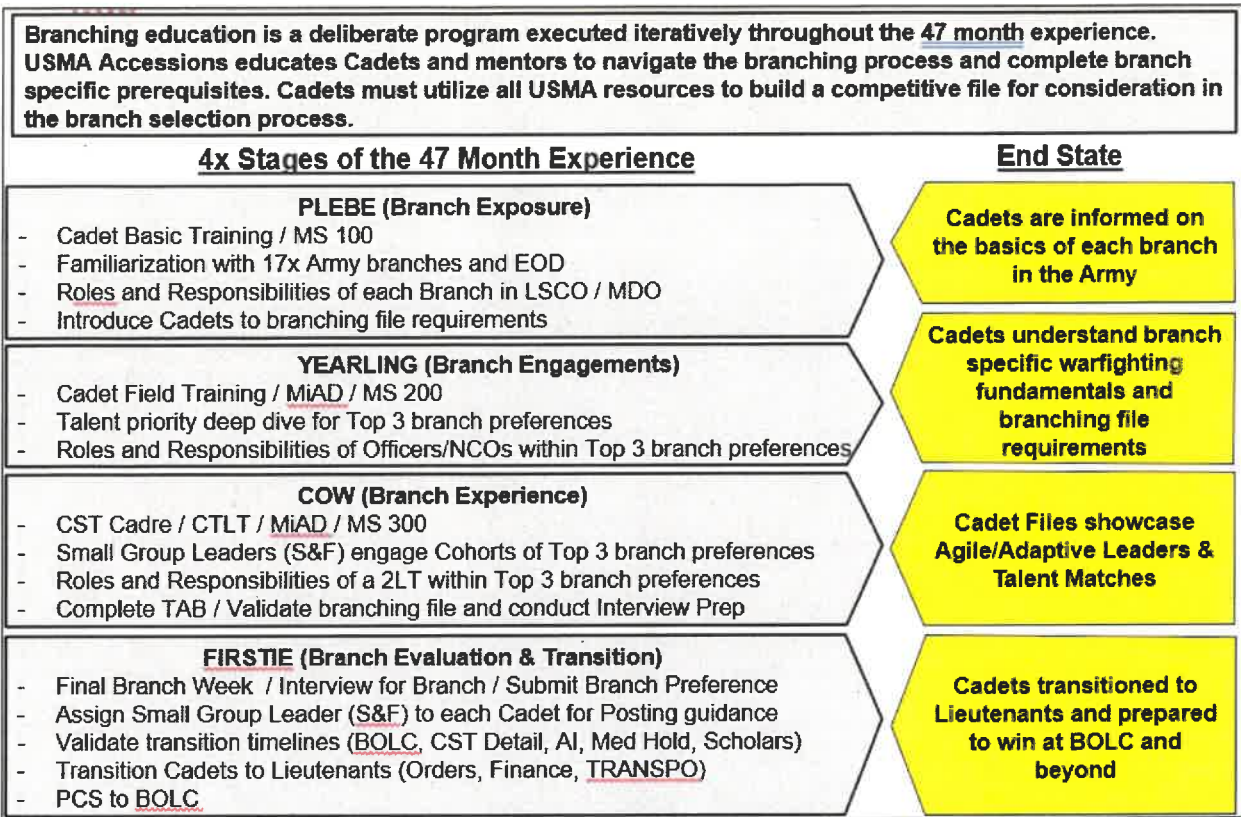 Branching education is a deliberate program executed iteratively throughout the 47 month experience.
USMA Accessions educates Cadets and mentors to navigate the branching process and complete branch
specific prerequisites. Cadets must utilize all USMA resources to build a competitive file for consideration in
the branch selection process.
4x Stages of the 47 Month Experience
End State
PLEBE (Branch Exposure)
- Cadet Basic Training / MS 100
- Familiarization with 17x Army branches and EOD
- Roles and Responsibilities of each Branch in LSCO / MDO
- Introduce Cadets to branching file requirements
Cadets are informed on
the basics of each branch
in the Army
YEARLING (Branch Engagements)
- Cadet Field Training / MiAD / MS 200
- Talent priority deep dive for Top 3 branch preferences
- Roles and Responsibilities of Officers/NCOs within Top 3 branch preferences
Cadets understand branch
specific warfighting
fundamentals and
branching file
requirements
COW (Branch Experience)
- CST Cadre / CTLT / MiAD / MS 300
- Small Group Leaders (S&F) engage Cohorts of Top 3 branch preferences
- Roles and Responsibilities of a 2LT within Top 3 branch preferences
- Complete TAB / Validate branching file and conduct Interview Prep
Cadet Files showcase
Agile/Adaptive Leaders &
Talent Matches
FIRSTIE (Branch Evaluation & Transition)
- Final Branch Week / Interview for Branch / Submit Branch Preference
- Assign Small Group Leader (S&F) to each Cadet for Posting guidance
- Validate transition timelines (BOLC, CST Detail, AI, Med Hold, Scholars)
- Transition Cadets to Lieutenants (Orders, Finance, TRANSPO)
- PCS to BOLC
Cadets transitioned to
Lieutenants and prepared
to win at BOLC and
beyond